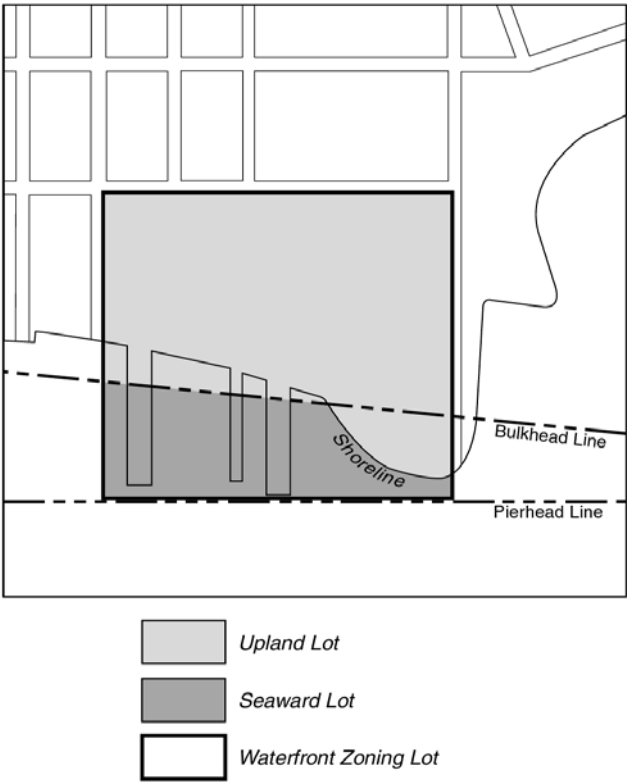 Shoreline
Bulkhead Line
Pierhead Line
Upland Lot
Seaward Lot
Waterfront Zoning Lot